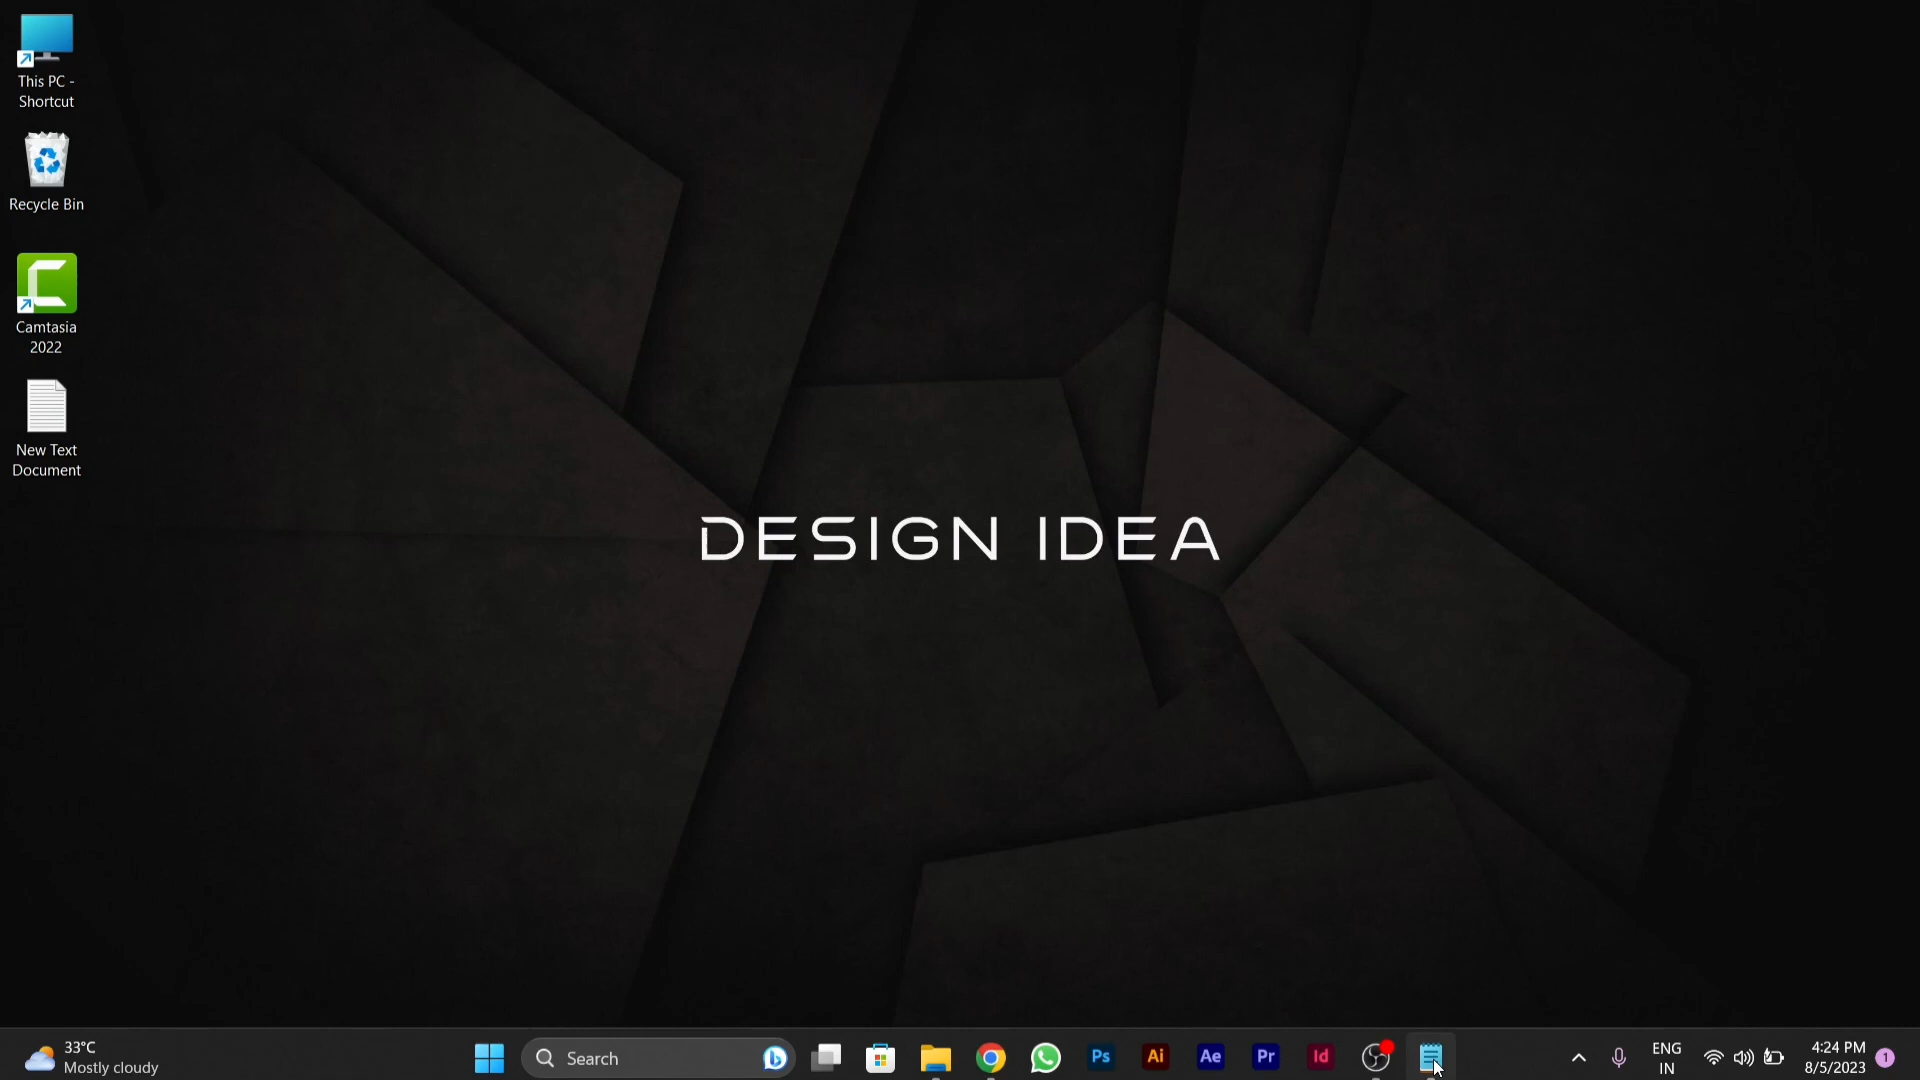 This PC -
Shortcut
Recycle Bin
Camtasia
2022
New Text
Document
DESIGN IDEA
33°C
Mostly cloudy
Search
Ps
Ai
Ae
Pr
Id
ENG
IN
4:24 PM
8/5/2023
1